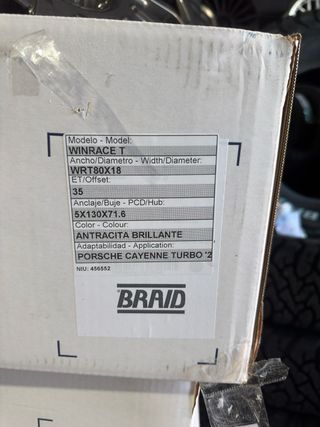 Modelo - Model:
WINRACE T
Ancho/Diametro - Width/Diameter:
WRT80X18
ET/Offset:
35
Anclaje/Buje - PCD/Hub:
5X130X71.6
Color - Colour:
ANTRACITA BRILLANTE
Adaptabilidad - Application:
PORSCHE CAYENNE TURBO '2
NIU: 456552
BRAID